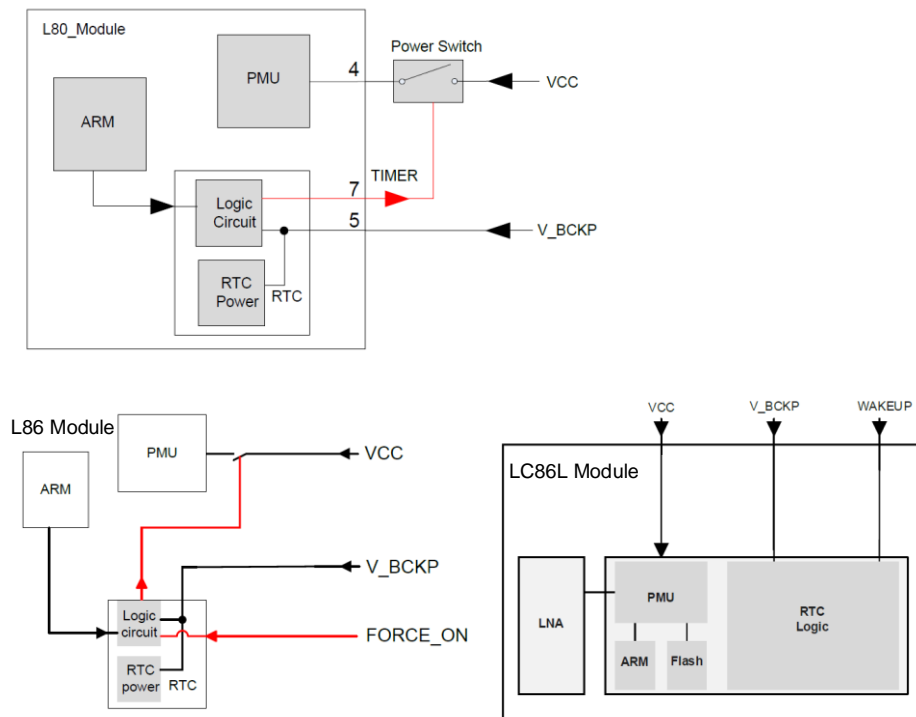 L80_Module
Power Switch
PMU
4
VCC
ARM
7
TIMER
Logic
Circuit
5
V_BCKP
RTC
Power
RTC
L86 Module
PMU
VCC
ARM
V_BCKP
Logic
circuit
FORCE_ON
RTC
power
RTC
VCC
V_BCKP
WAKEUP
LC86L Module
LNA
PMU
RTC
Logic
ARM
Flash